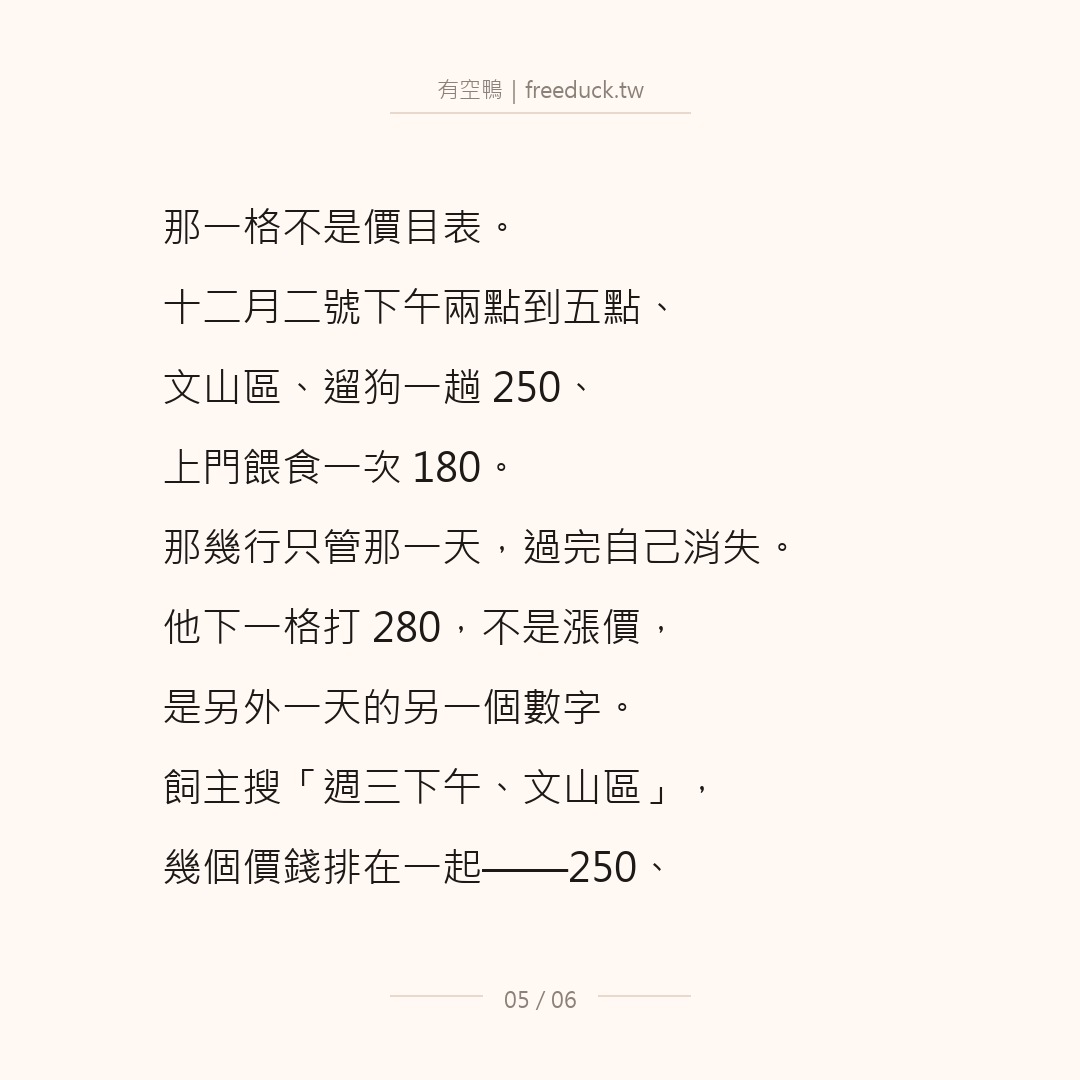 有空鴨 | freeduck.tw
那一格不是價目表。
十二月二號下午兩點到五點、
文山區、遛狗一趟 250、
上門餵食一次 180。
那幾行只管那一天，過完自己消失。
他下一格打 280，不是漲價，
是另外一天的另一個數字。
飼主搜「週三下午、文山區」，
幾個價錢排在一起——250、
05 / 06